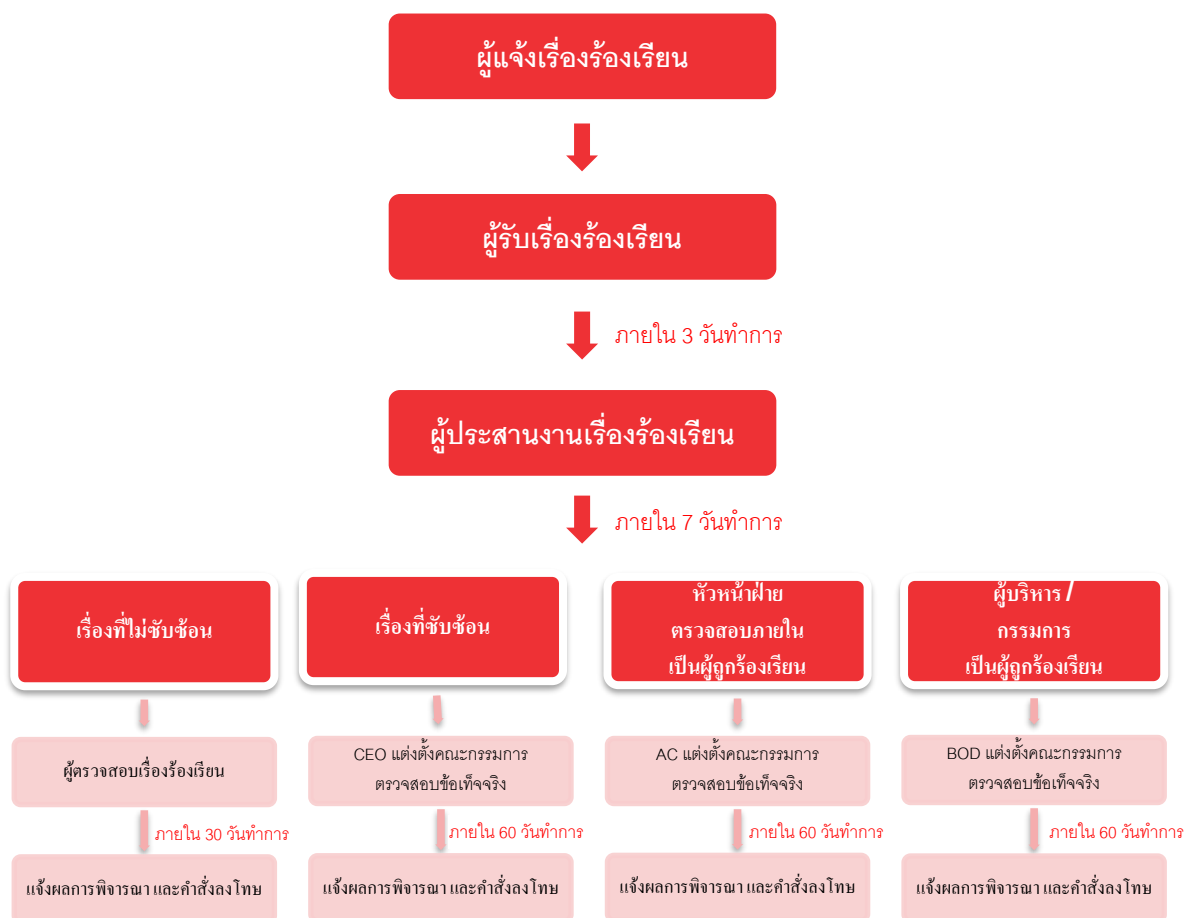 ผู้แจ้งเรื่องร้องเรียน
ผู้รับเรื่องร้องเรียน
ภายใน 3 วันทำการ
ผู้ประสานงานเรื่องร้องเรียน
ภายใน 7 วันทำการ
เรื่องที่ไม่ซับซ้อน
เรื่องที่ซับซ้อน
หัวหน้าฝ่าย
ตรวจสอบภายใน
เป็นผู้ถูกร้องเรียน
ผู้บริหาร /
กรรมการ
เป็นผู้ถูกร้องเรียน
ผู้ตรวจสอบเรื่องร้องเรียน
CEO แต่งตั้งคณะกรรมการ
ตรวจสอบข้อเท็จจริง
AC แต่งตั้งคณะกรรมการ
ตรวจสอบข้อเท็จจริง
BOD แต่งตั้งคณะกรรมการ
ตรวจสอบข้อเท็จจริง
ภายใน 30 วันทำการ
ภายใน 60 วันทำการ
ภายใน 60 วันทำการ
ภายใน 60 วันทำการ
แจ้งผลการพิจารณา และคำสั่งลงโทษ
แจ้งผลการพิจารณา และคำสั่งลงโทษ
แจ้งผลการพิจารณา และคำสั่งลงโทษ
แจ้งผลการพิจารณา และคำสั่งลงโทษ